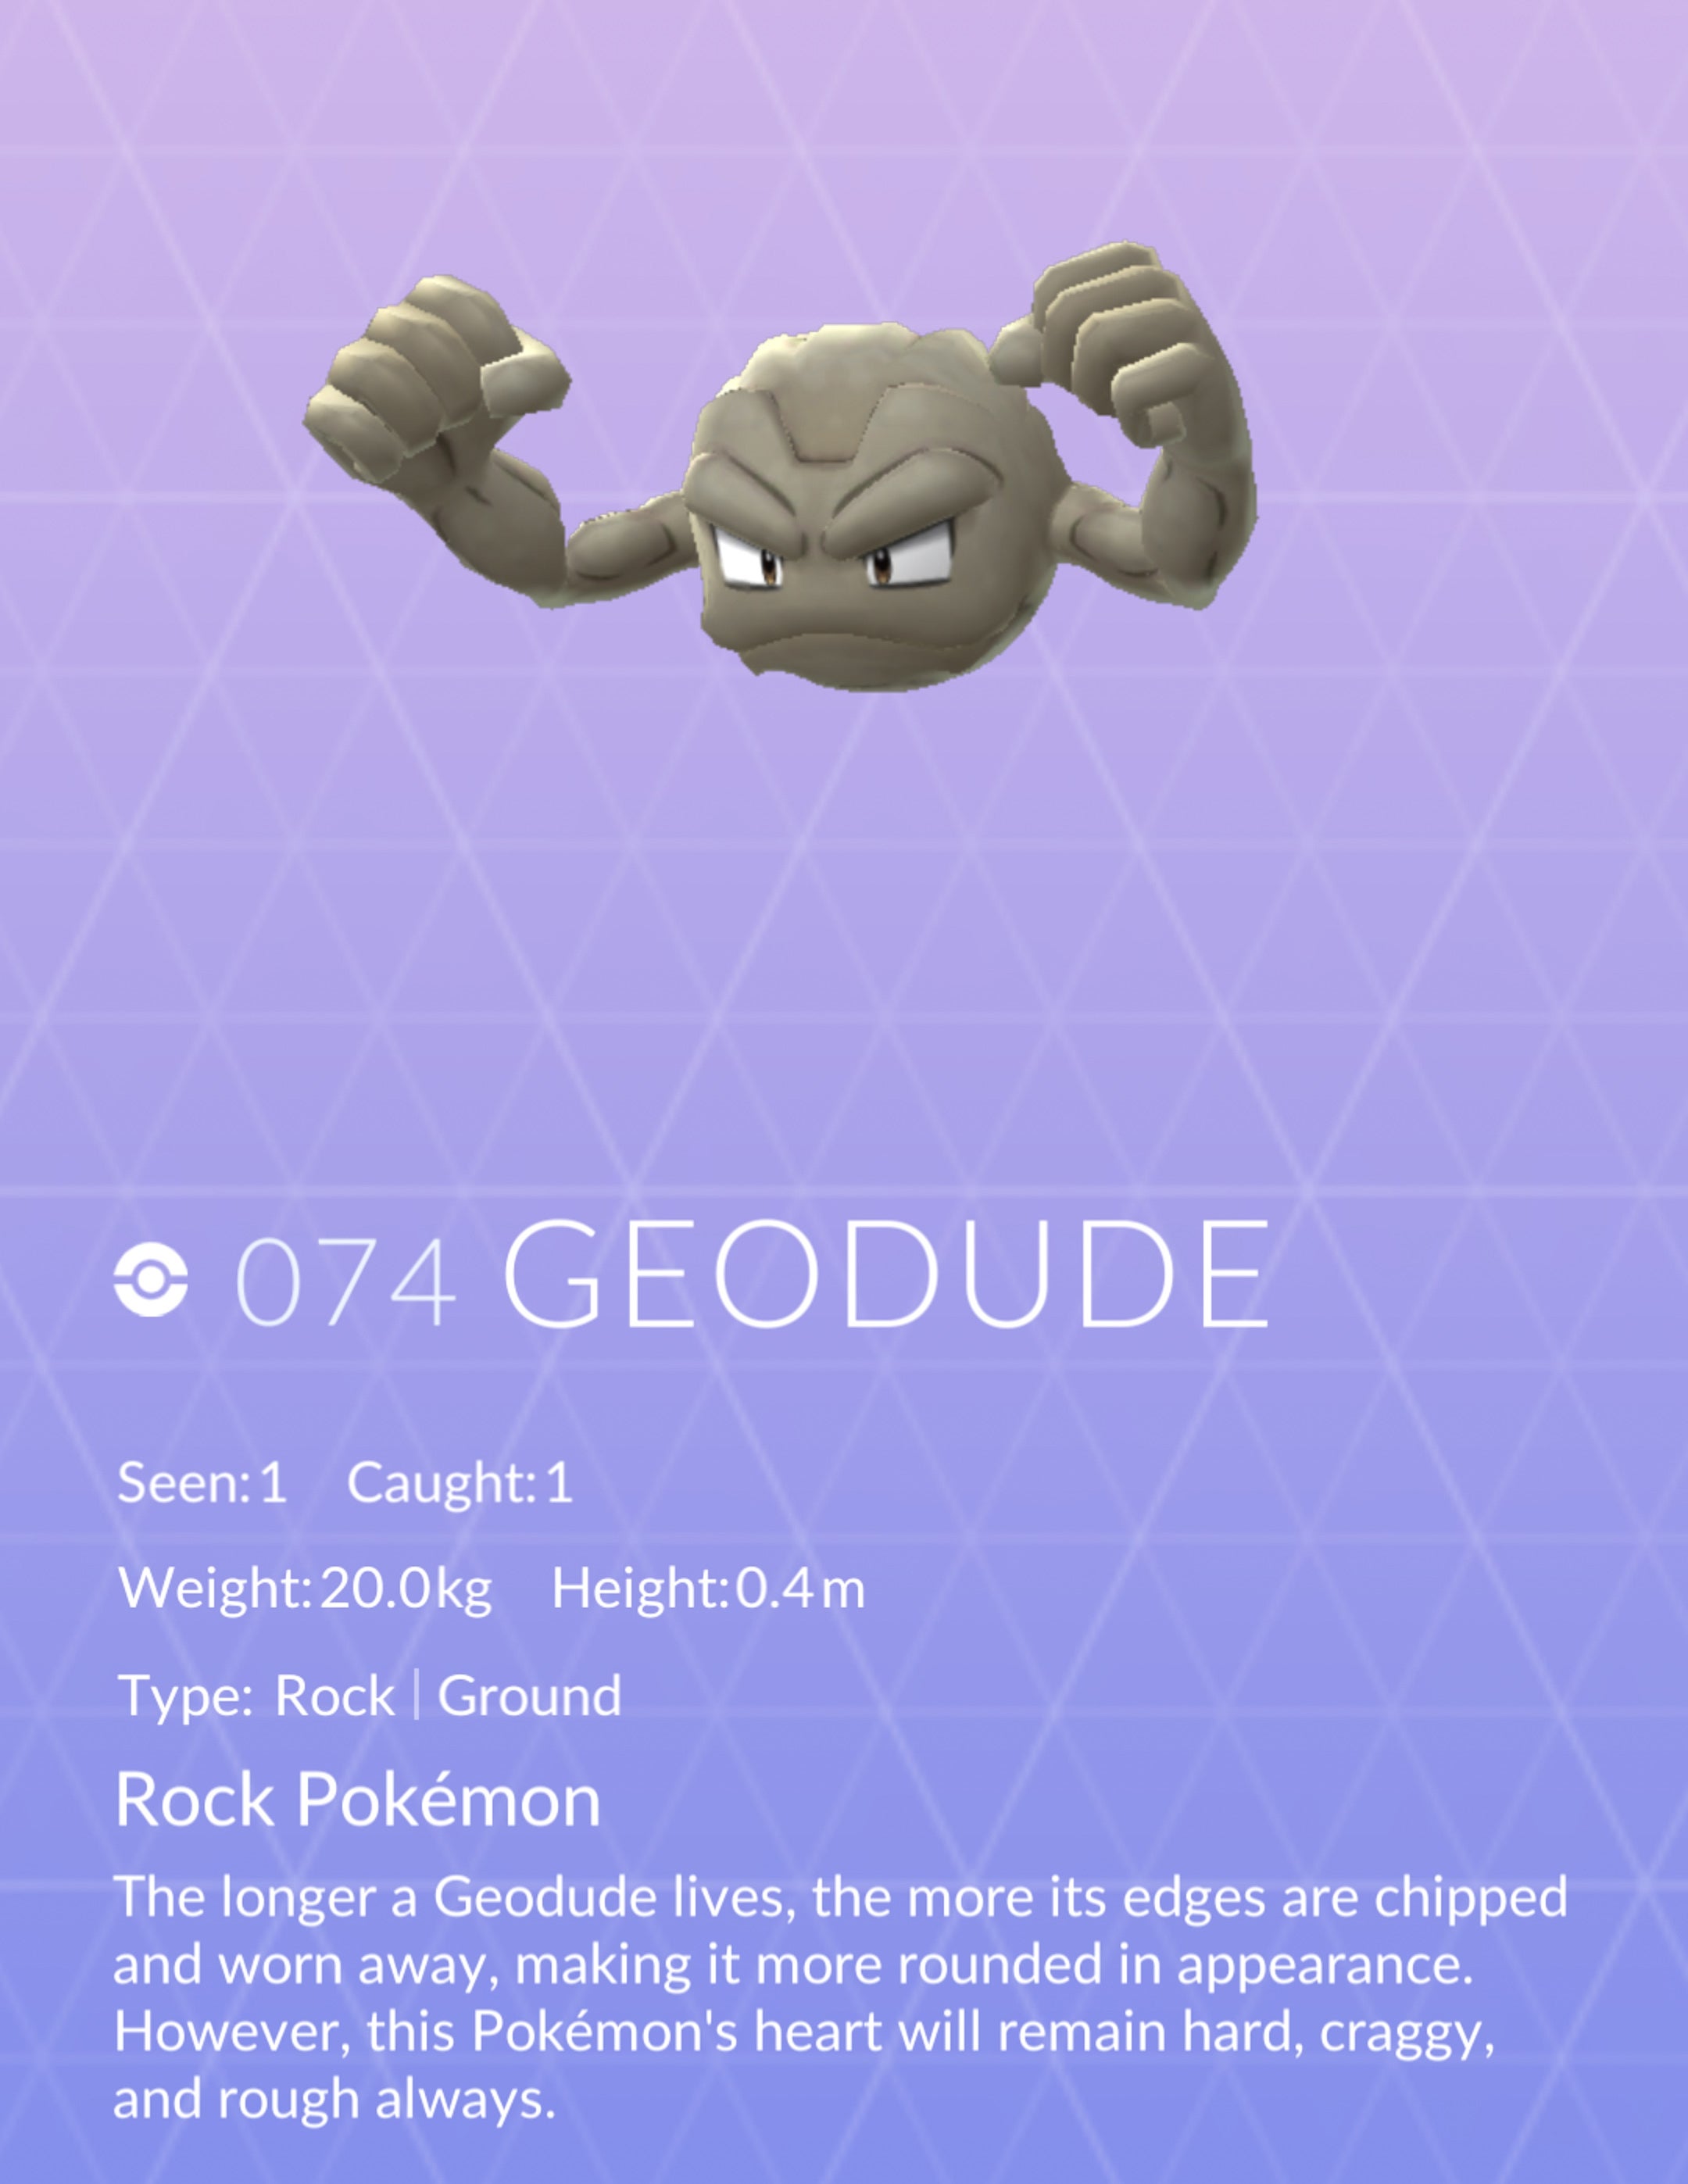 074 GEODUDE
Seen:1 Caught:1
Weight:20.0kg Height:0.4m
Type: Rock | Ground
Rock Pokémon
The longer a Geodude lives, the more its edges are chipped
and worn away, making it more rounded in appearance.
However, this Pokémon's heart will remain hard, craggy,
and rough always.